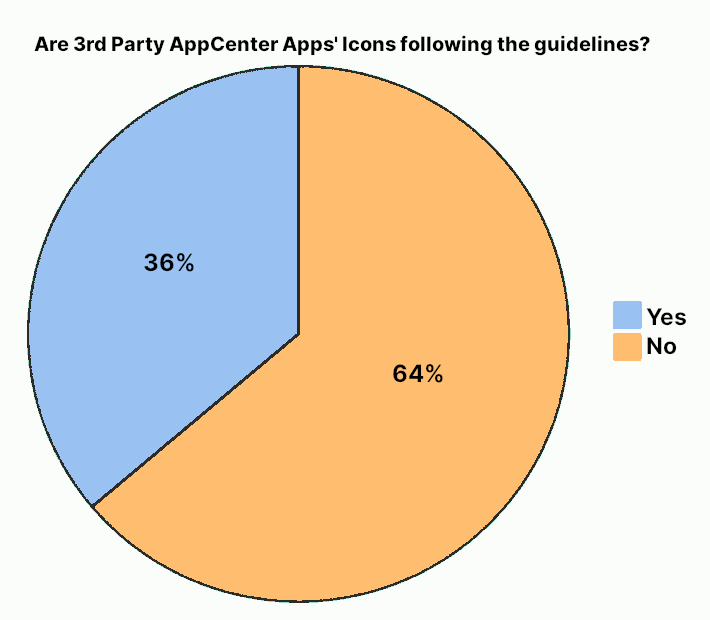 Are 3rd Party AppCenter Apps' Icons following the guidelines?
36%
64%
Yes
No